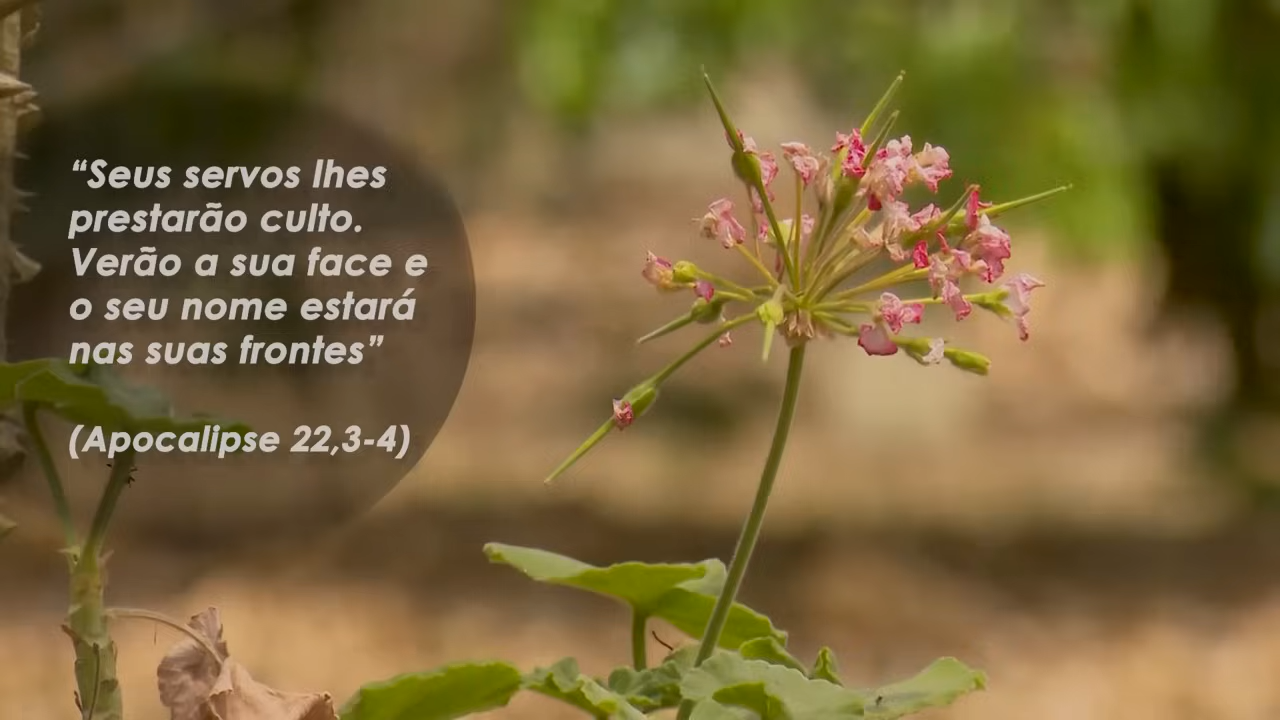 “Seus servos lhes
prestarão culto.
Verão a sua face e
o seu nome estará
nas suas frontes”
(Apocalipse 22,3-4)